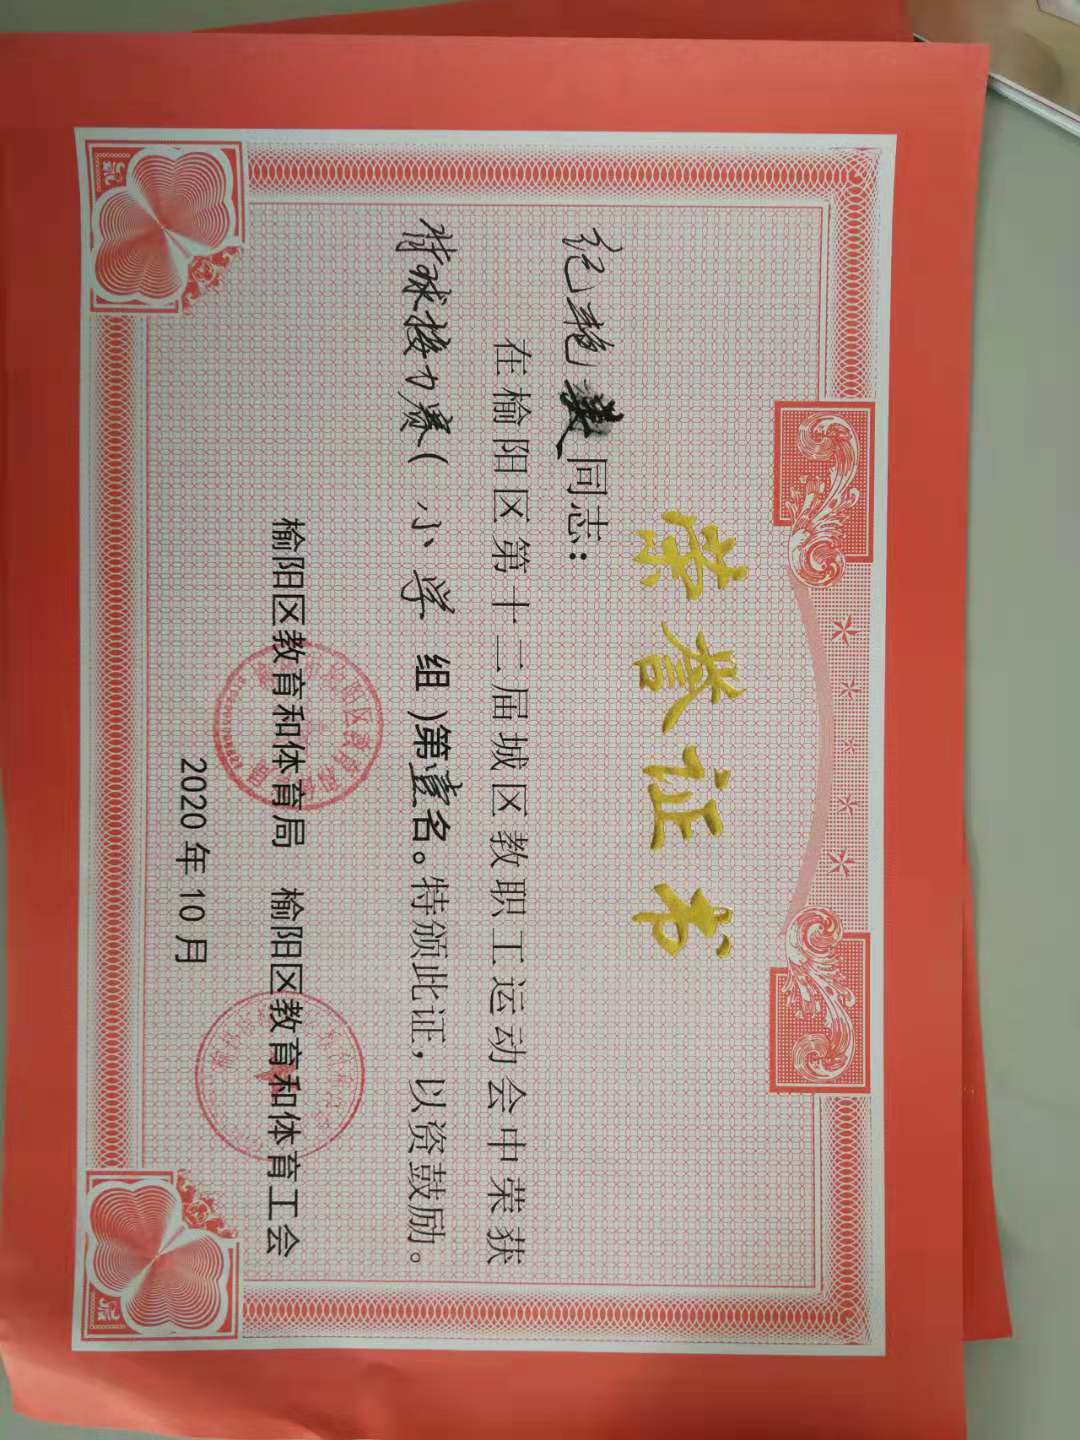 荣誉证书
纪艳美同志：
在榆阳区第十二届城区教职工运动会中荣获
持球接力赛（小学组）第壹名。特颁此证，以资鼓励。
榆阳区教育和体育局 榆阳区教育和体育工会
2020年10月